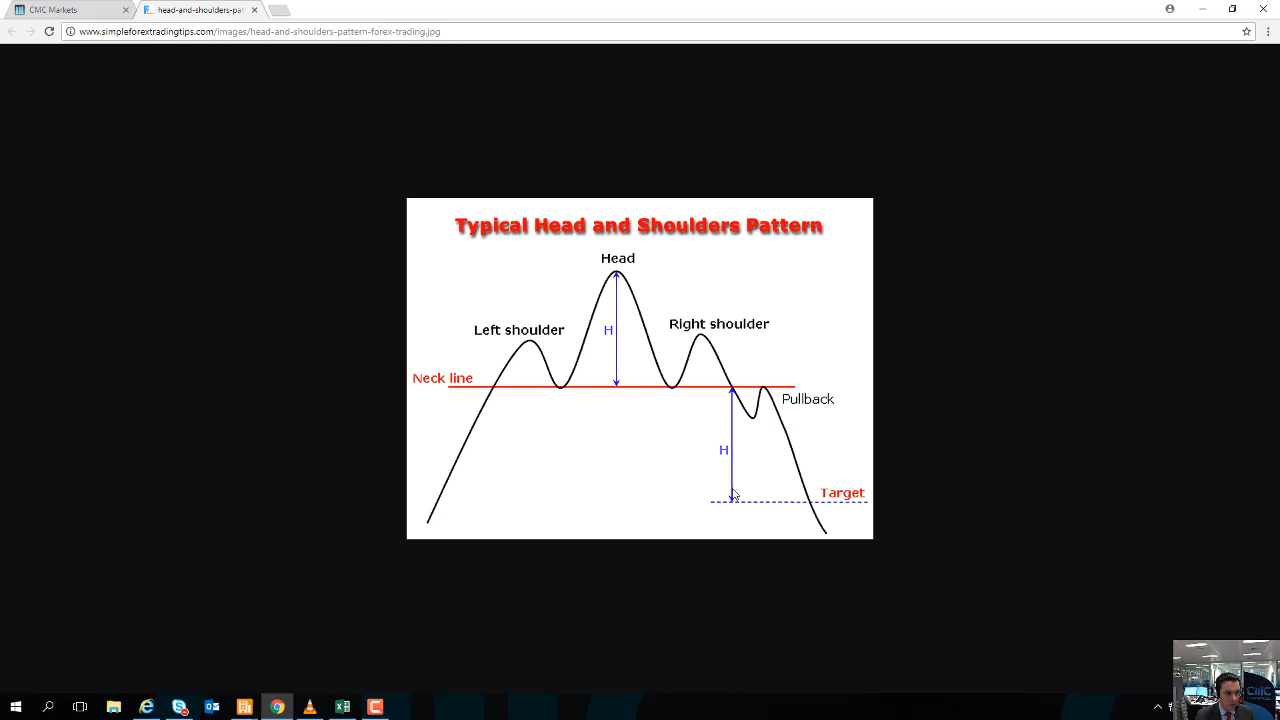 CMC Markets
head-and-shoulders-pat
www.simpleforextradingtips.com/images/head-and-shoulders-pattern-forex-trading.jpg
Typical Head and Shoulders Pattern
Head
Left shoulder
H
Right shoulder
Neck line
Pullback
H
Target
CMC